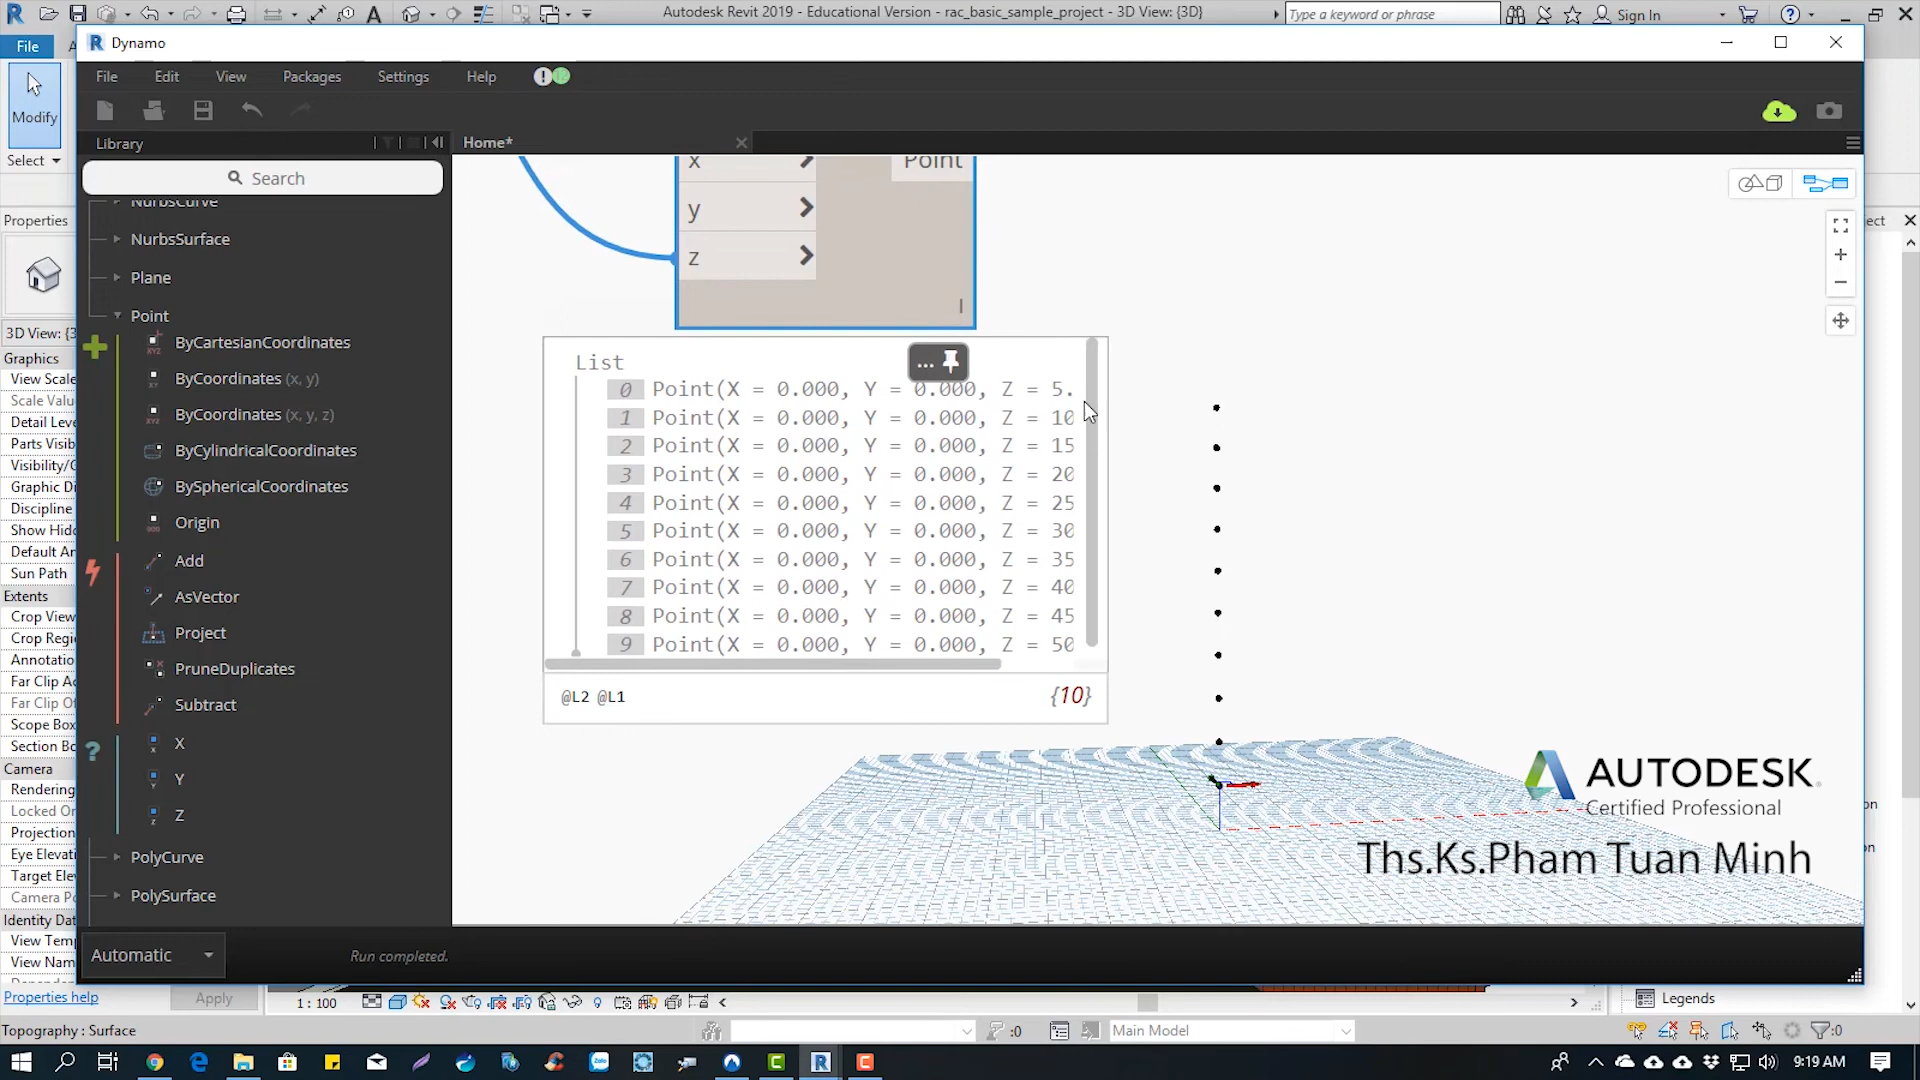 Autodesk Revit 2019 - Educational Version - rac_basic_sample_project - 3D View: {3D}
Type a keyword or phrase
Sign In
File
Dynamo
File Edit View Packages Settings Help
Modify
Select
Library
Home*
Search
Properties
3D View: {3
Graphics
View Scale
Scale Valu
Detail Leve
Parts Visib
Visibility/G
Graphic Di
Discipline
Show Hidd
Default An
Sun Path
Extents
Crop View
Crop Regi
Annotatio
Far Clip Ac
Far Clip Of
Scope Box
Section Bo
Camera
Rendering
Locked Or
Projection
Eye Elevati
Target Elev
Camera Po
Identity Dat
View Temp
View Nam
Properties help
Apply
NurbsCurve
NurbsSurface
Plane
Point
ByCartesianCoordinates
ByCoordinates (x, y)
ByCoordinates (x, y, z)
ByCylindricalCoordinates
BySphericalCoordinates
Origin
Add
AsVector
Project
PruneDuplicates
Subtract
X
Y
Z
PolyCurve
PolySurface
Automatic
Run completed.
x
y
z
Point
List
0 Point(X = 0.000, Y = 0.000, Z = 5.
1 Point(X = 0.000, Y = 0.000, Z = 10
2 Point(X = 0.000, Y = 0.000, Z = 15
3 Point(X = 0.000, Y = 0.000, Z = 20
4 Point(X = 0.000, Y = 0.000, Z = 25
5 Point(X = 0.000, Y = 0.000, Z = 30
6 Point(X = 0.000, Y = 0.000, Z = 35
7 Point(X = 0.000, Y = 0.000, Z = 40
8 Point(X = 0.000, Y = 0.000, Z = 45
9 Point(X = 0.000, Y = 0.000, Z = 50
@L2 @L1 {10}
AUTODESK.
Certified Professional
Ths.Ks.Pham Tuan Minh
ect
1 : 100
Legends
Topography : Surface
:0
Main Model
:0
9:19 AM